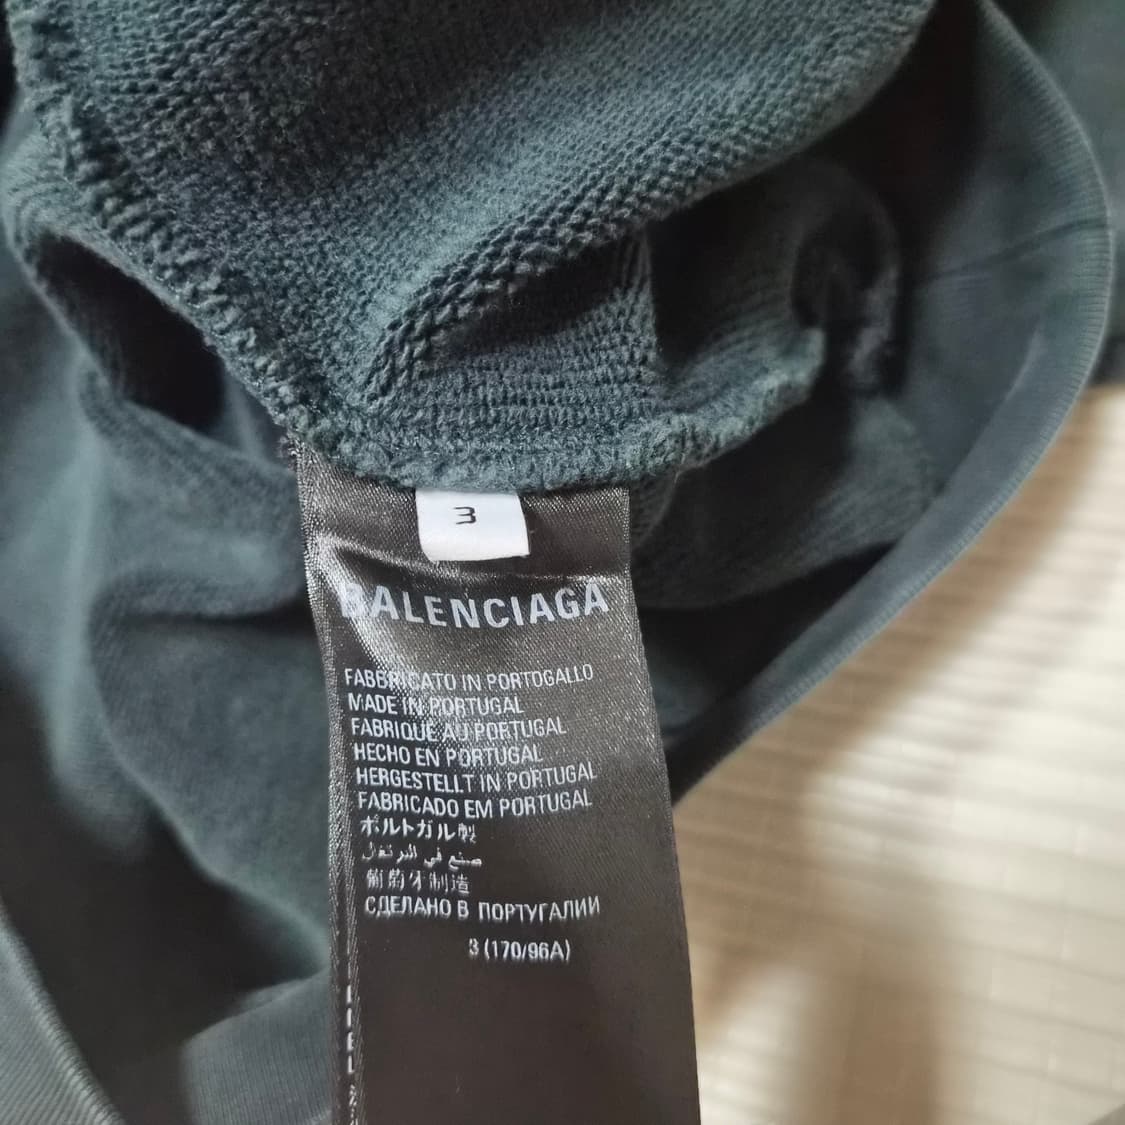 3
BALENCIAGA
FABBRICATO IN PORTOGALLO
MADE IN PORTUGAL
FABRIQUE AU PORTUGAL
HECHO EN PORTUGAL
HERGESTELLT IN PORTUGAL
FABRICADO EM PORTUGAL
ポルトガル製
صنع في البرتغال
葡萄牙制造
СДЕЛАНО В ПОРТУГАЛИИ
3 (170/96A)